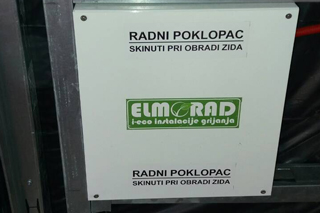 RADNI POKLOPAC
SKINUTI PRI OBRADI ZIDA
ELMORAD
i-eco instalacije grijanja
RADNI POKLOPAC
SKINUTI PRI OBRADI ZIDA